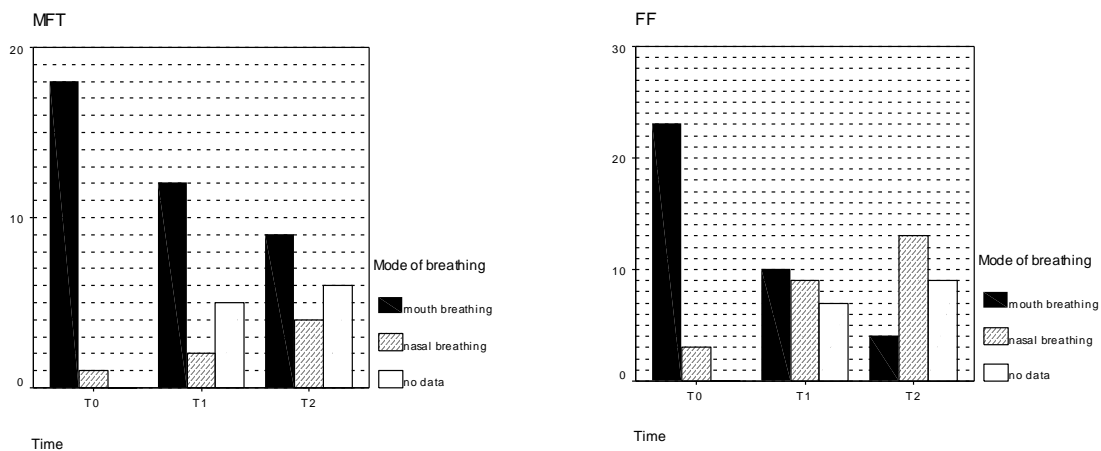 MFT
20
10
0
T0
T1
T2
Time
Mode of breathing
mouth breathing
nasal breathing
no data
FF
30
20
10
0
T0
T1
T2
Time
Mode of breathing
mouth breathing
nasal breathing
no data